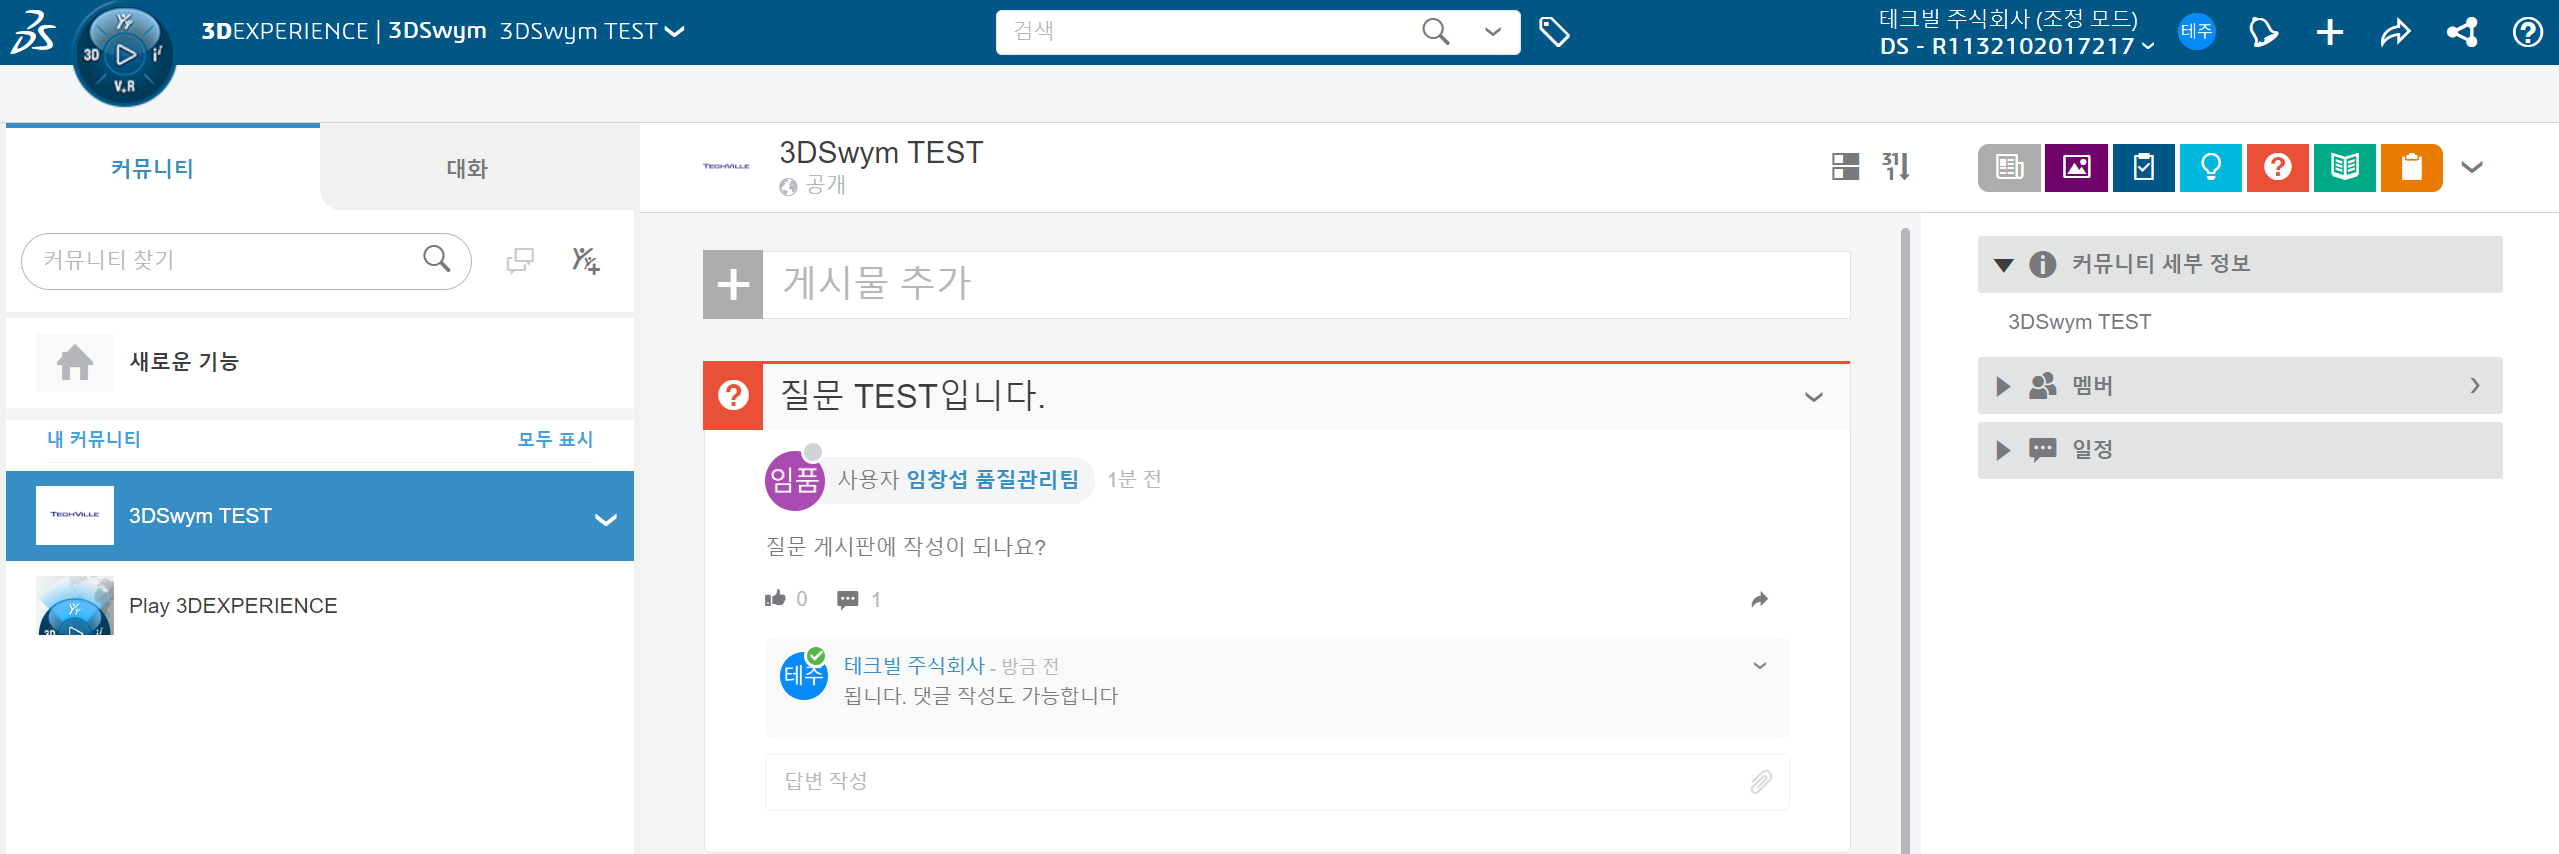 3DEXPERIENCE | 3DSwym 3DSwym TEST
검색
테크빌 주식회사 (조정 모드)
DS - R1132102017217
테주
3D
V.R
커뮤니티
대화
커뮤니티 찾기
새로운 기능
내 커뮤니티
모두 표시
TECHVILLE
3DSwym TEST
Play 3DEXPERIENCE
TECHVILLE
3DSwym TEST
공개
31
1
게시물 추가
질문 TEST입니다.
임품
사용자 임창섭 품질관리팀
1분 전
질문 게시판에 작성이 되나요?
0
1
테주
테크빌 주식회사 - 방금 전
됩니다. 댓글 작성도 가능합니다
답변 작성
커뮤니티 세부 정보
3DSwym TEST
멤버
일정